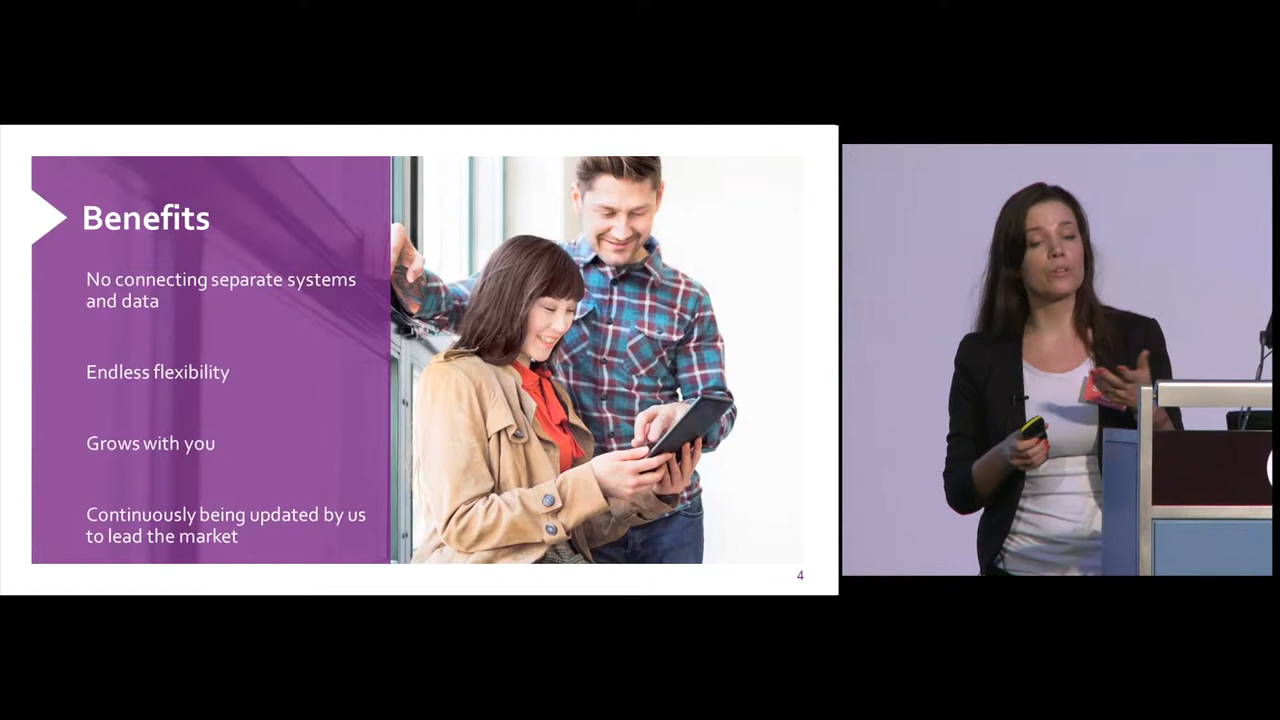 Benefits
No connecting separate systems
and data
Endless flexibility
Grows with you
Continuously being updated by us
to lead the market
4